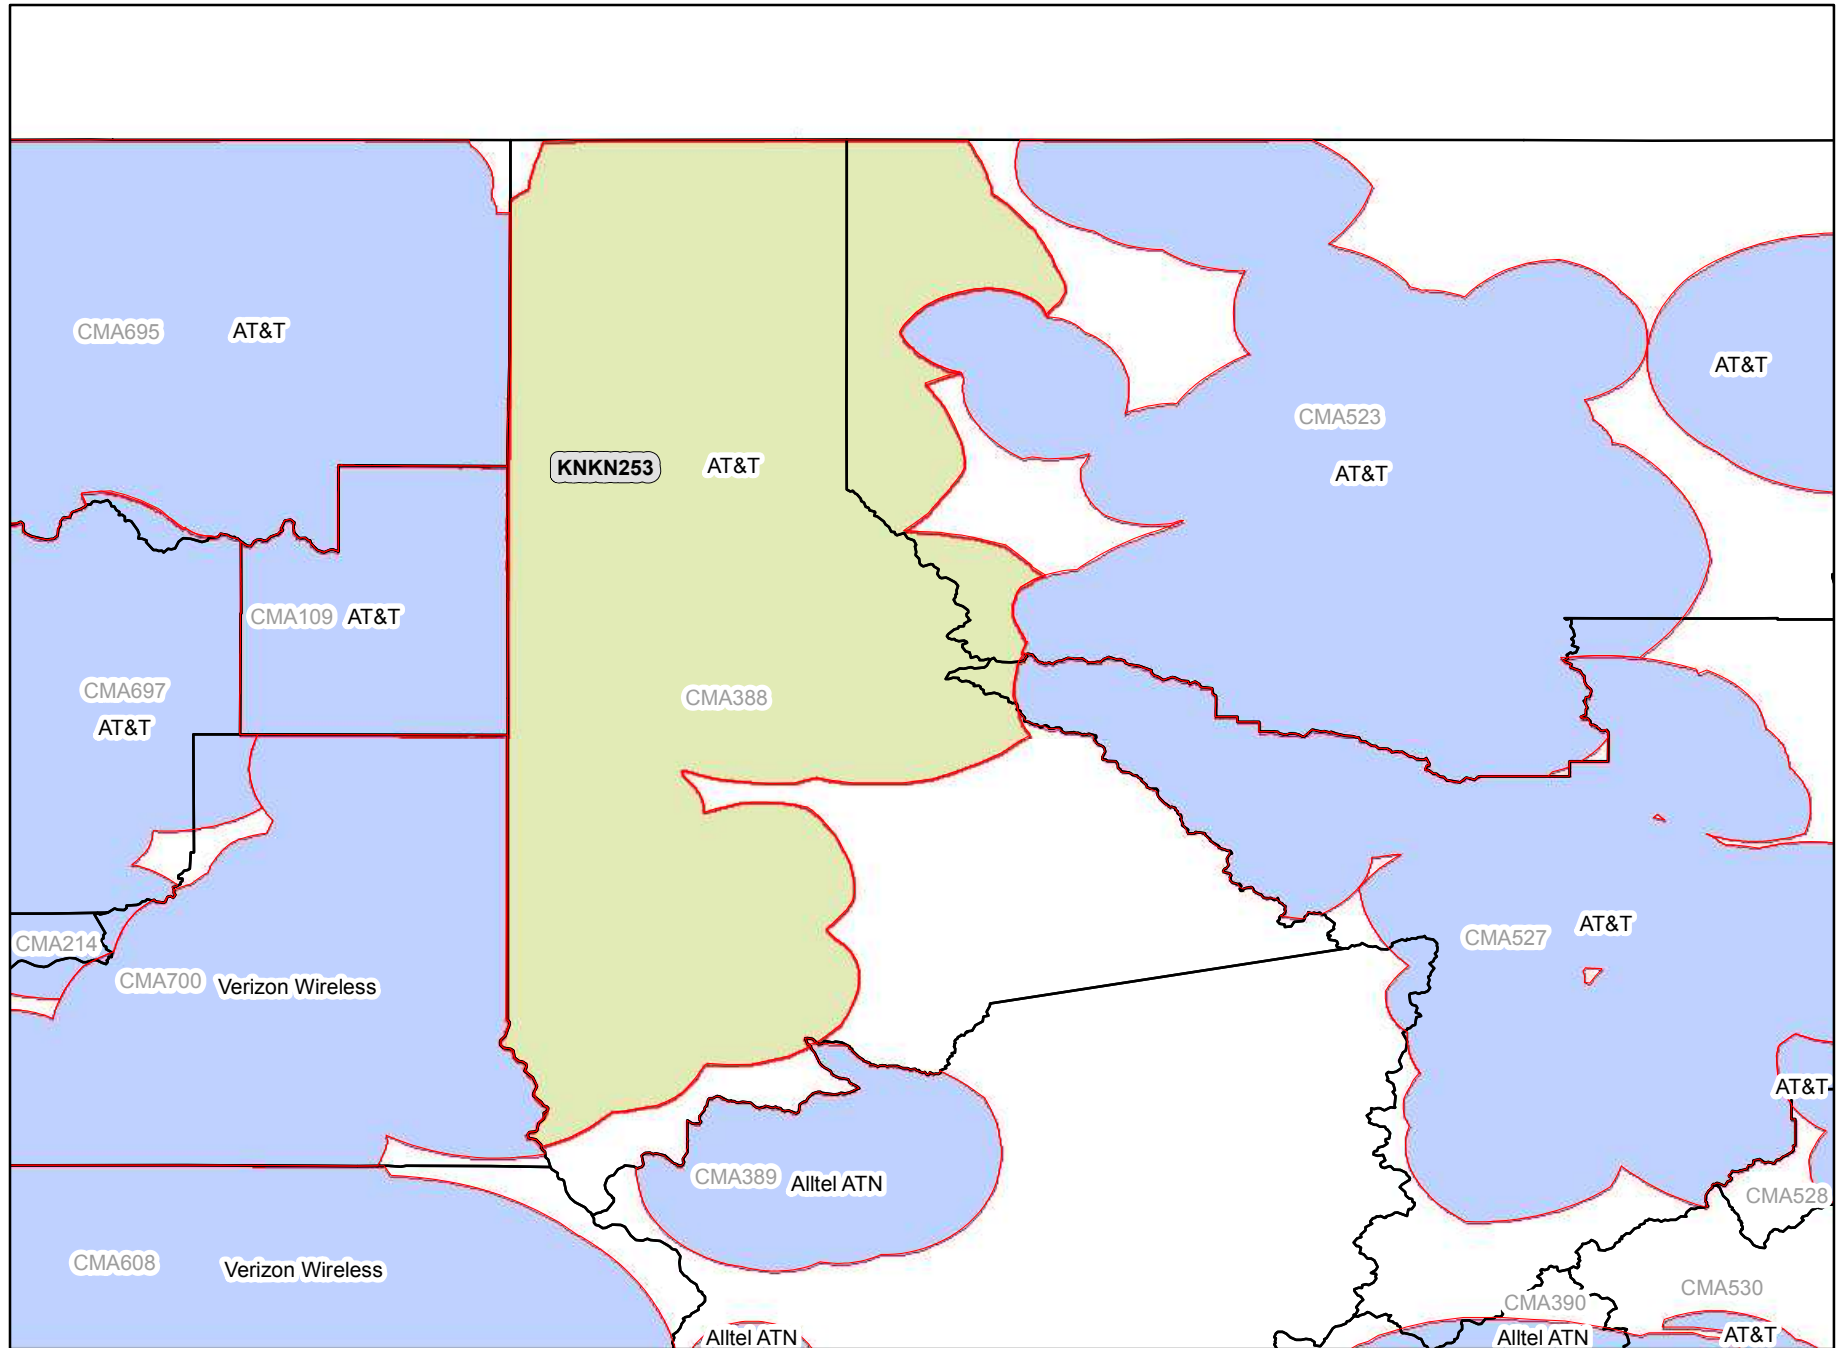 CMA695 AT&T
AT&T
CMA523
KNKN253 AT&T
AT&T
CMA109 AT&T
CMA697
AT&T
CMA388
CMA214
CMA527 AT&T
CMA700 Verizon Wireless
AT&T
CMA389 Alltel ATN
CMA528
CMA608 Verizon Wireless
CMA530
CMA390
Alltel ATN
Alltel ATN
AT&T